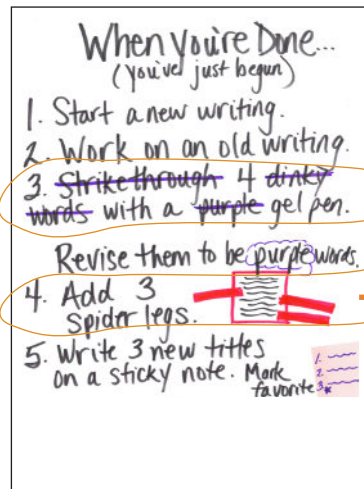 When you're Done...
(you've just begun)
1. Start a new writing.
2. Work on an old writing.
3. Strikethrough 4 dinky
words with a purple gel pen.
Revise them to be purple words.
4. Add 3
spider legs.
5. Write 3 new titles
on a sticky note. Mark
favorite
1.
2.
3.